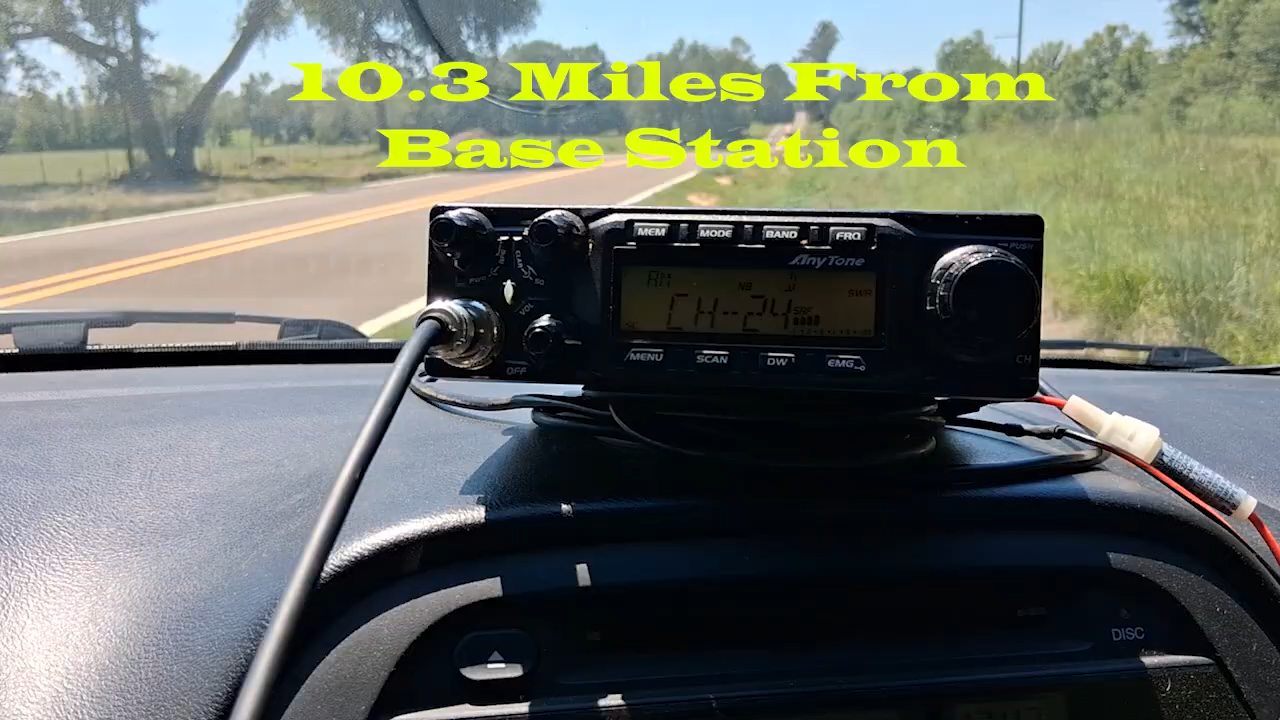 10.3 Miles From
Base Station
MEM MODE BAND FRQ
AnyTone
PUSH
NB
SWR
CH--24
SQ
VOL
MENU SCAN DW EMG
OFF
CH
DISC